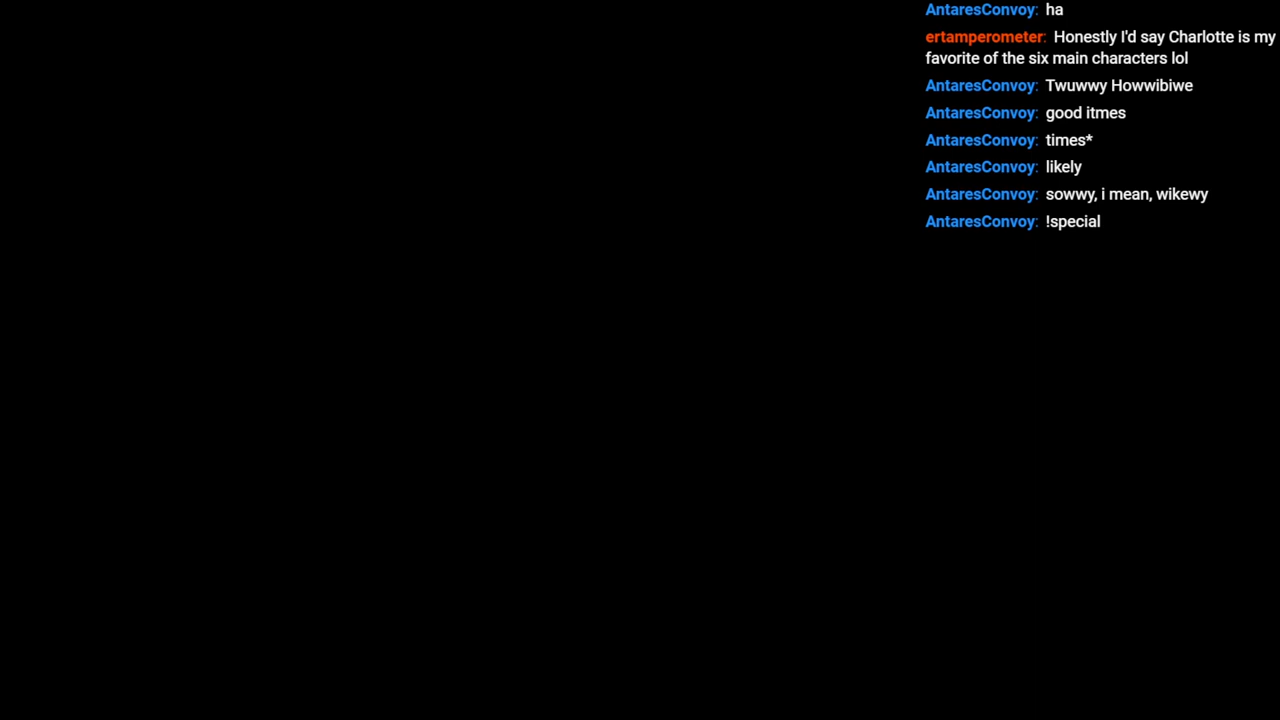 AntaresConvoy: ha
ertamperometer: Honestly I'd say Charlotte is my
favorite of the six main characters lol
AntaresConvoy: Twuwwy Howwibiwe
AntaresConvoy: good itmes
AntaresConvoy: times*
AntaresConvoy: likely
AntaresConvoy: sowwy, i mean, wikewy
AntaresConvoy: !special